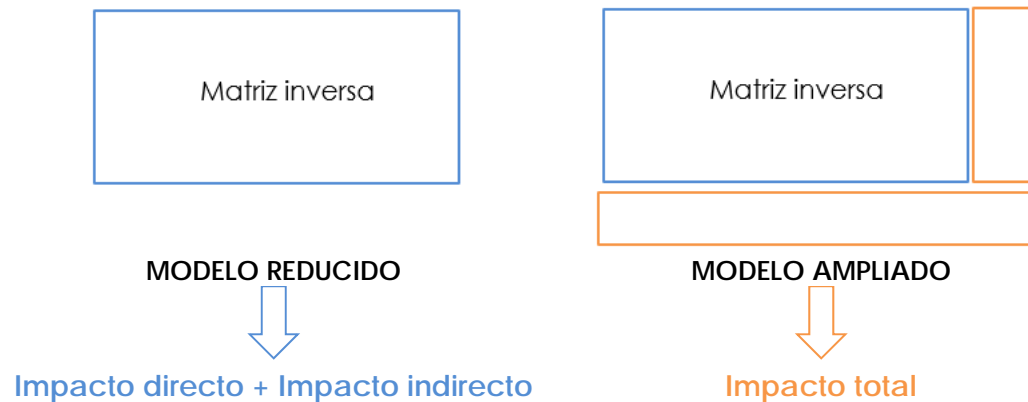 Matriz inversa
Matriz inversa
MODELO REDUCIDO
MODELO AMPLIADO
Impacto directo + Impacto indirecto
Impacto total